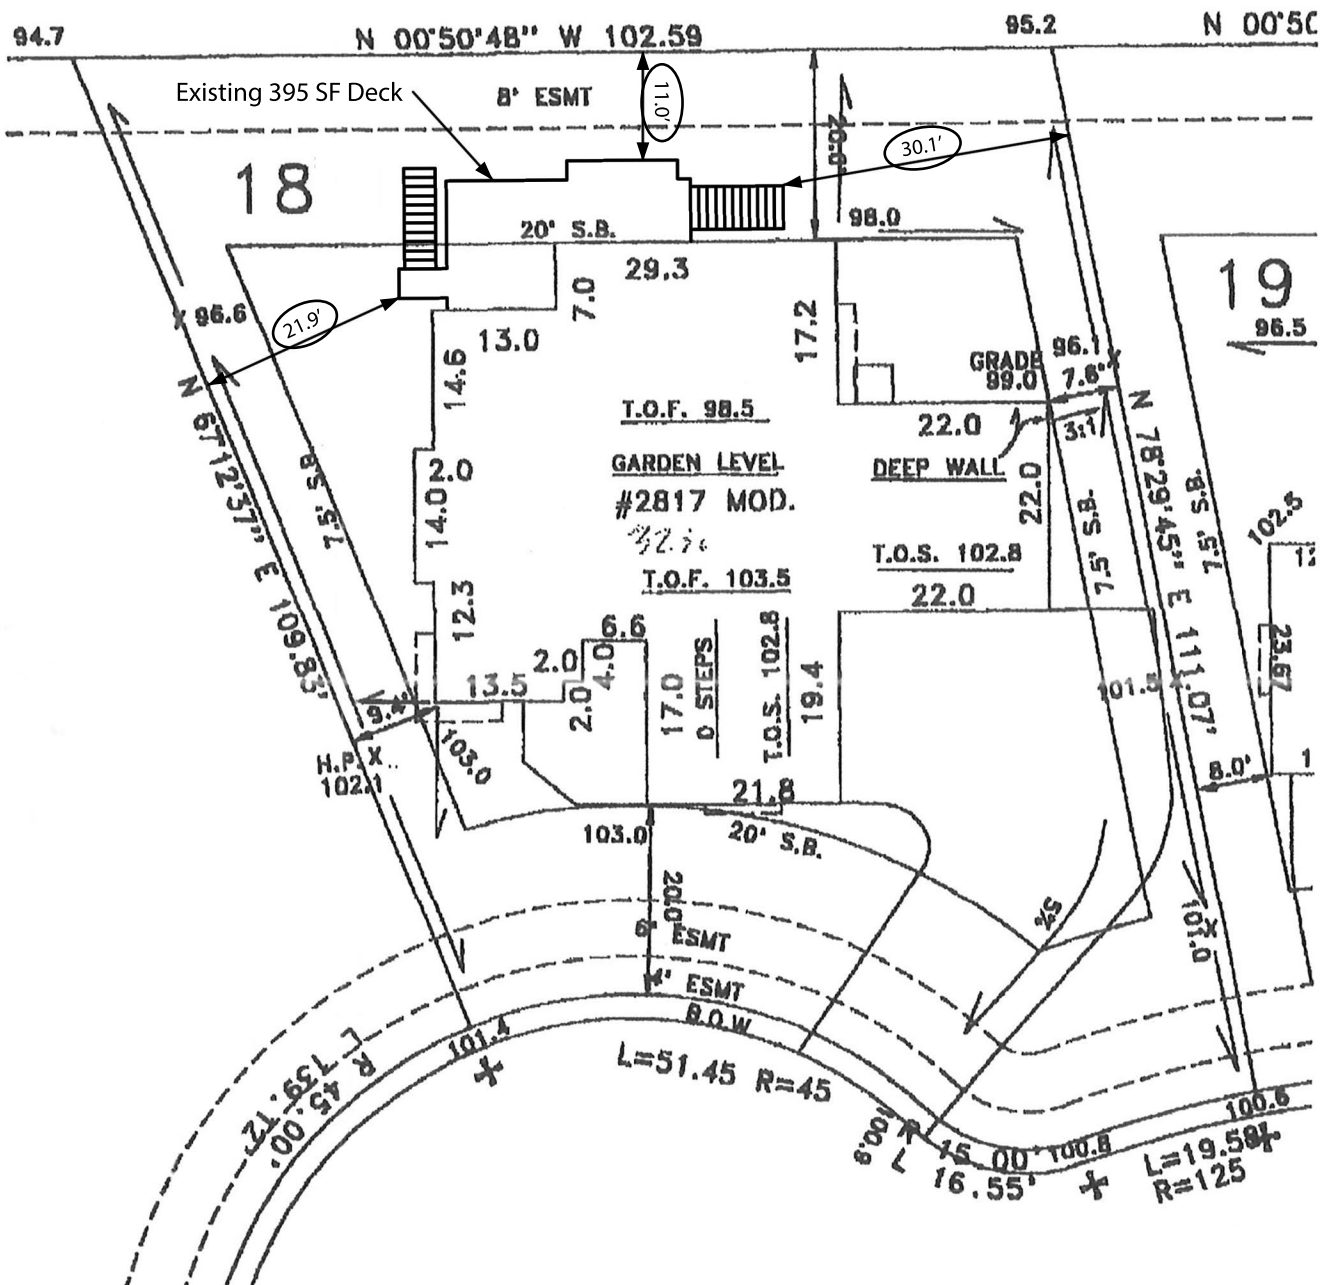 94.7
N 00°50'48" W 102.59
95.2
N 00°50
Existing 395 SF Deck
8' ESMT
11.0'
20.0'
30.1'
18
20' S.B.
98.0
29.3
19
96.5
96.6
21.9'
7.0
13.0
17.2
14.6
GRADE
99.0
96.1
7.6'
3:1
T.O.F. 98.5
22.0
GARDEN LEVEL
DEEP WALL
#2817 MOD.
2.0
14.0
22.0
N 67°12'37" E 109.83'
7.5' S.B.
7.5' S.B.
N 78°29'45" E 111.07'
7.5' S.B.
102.5
12
T.O.S. 102.8
T.O.F. 103.5
22.0
12.3
6.6
2.0
4.0
2.0
13.5
17.0
0 STEPS
T.O.S. 102.8
19.4
101.5
23.67
103.0
H.P. X
102.1
8.0'
1
21.8
103.0
20' S.B.
20.0'
5%
101.0
6' ESMT
4' ESMT
B.O.W
101.4
L=51.45 R=45
R 45.00'
L 139.72'
100.8
R 15.00'
L 16.55'
100.8
100.6
L=19.58
R=125